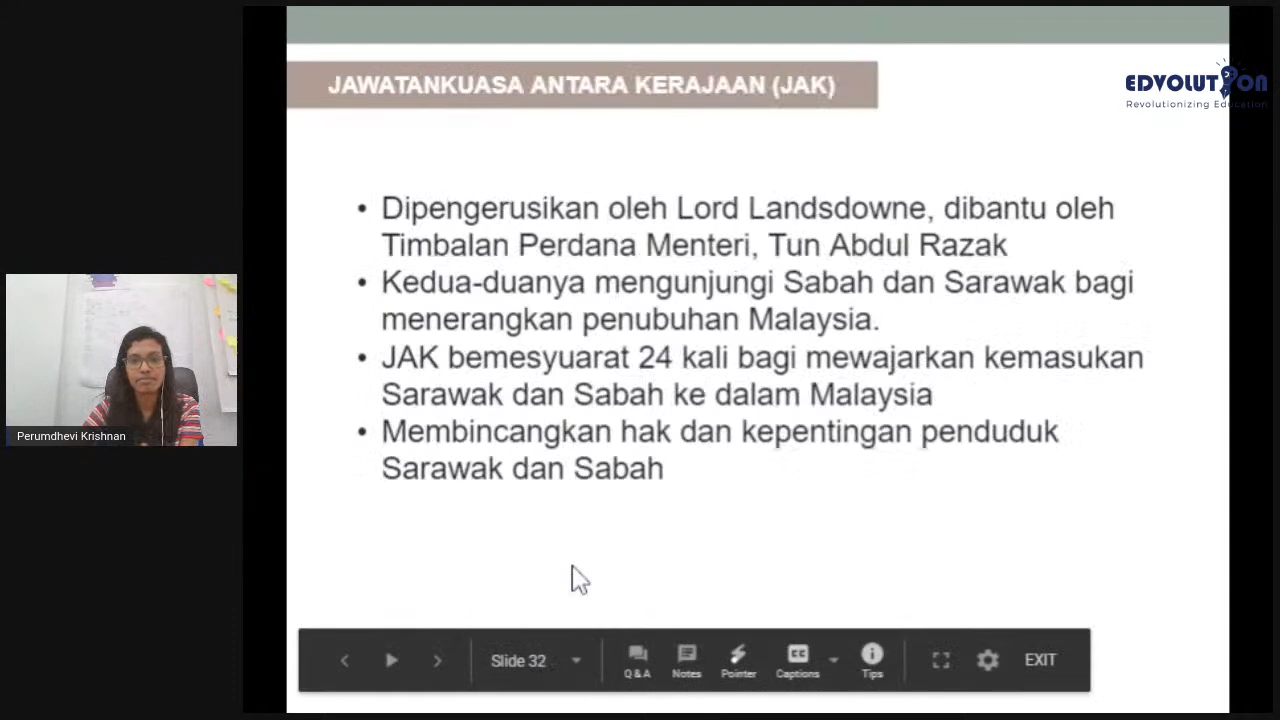 JAWATANKUASA ANTARA KERAJAAN (JAK)
EDVOLUTION
Revolutionizing Education
• Dipengerusikan oleh Lord Landsdowne, dibantu oleh
Timbalan Perdana Menteri, Tun Abdul Razak
• Kedua-duanya mengunjungi Sabah dan Sarawak bagi
menerangkan penubuhan Malaysia.
• JAK bemesyuarat 24 kali bagi mewajarkan kemasukan
Sarawak dan Sabah ke dalam Malaysia
• Membincangkan hak dan kepentingan penduduk
Sarawak dan Sabah
Perumdhevi Krishnan
Slide 32
Q&A
Notes
Pointer
CC
Captions
Tips
EXIT